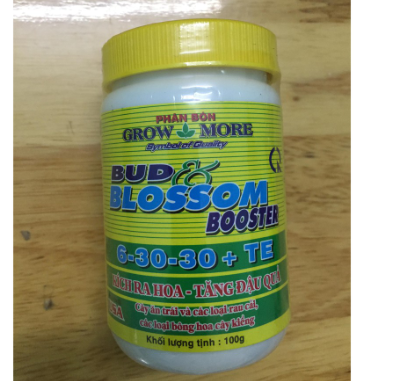 PHÂN BÓN
GROW MORE
Symbol of Quality
BUD &
BLOSSOM
BOOSTER
6-30-30 + TE
KÍCH RA HOA - TĂNG ĐẬU QUẢ
Cây ăn trái và các loại rau cải,
các loại bông hoa cây kiểng
Khối lượng tịnh : 100g